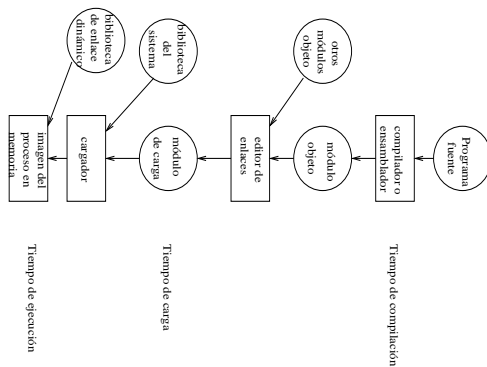 Programa
fuente
compilador o
ensamblador
Tiempo de compilación
otros
módulos
objeto
módulo
objeto
editor de
enlaces
biblioteca
del
sistema
módulo
de carga
Tiempo de carga
cargador
biblioteca
de enlace
dinámico
imagen del
proceso en
memoria
Tiempo de ejecución